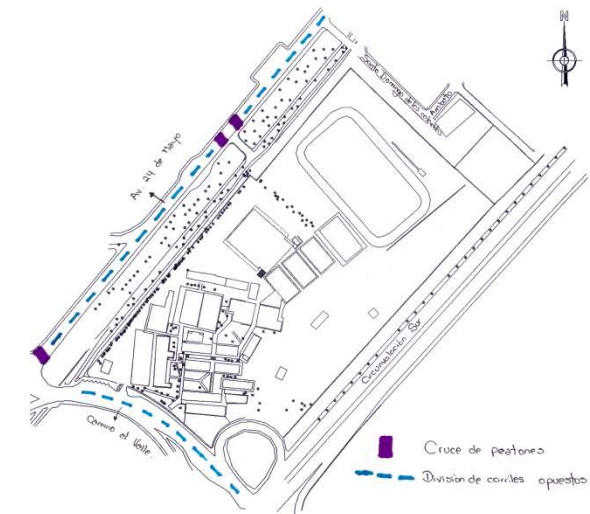 N
Santo Domingo de los colorados
Humberto
Av. 24 de Mayo
Circunvalación Sur
Camino al Valle.
Cruce de peatones
División de carriles opuestos